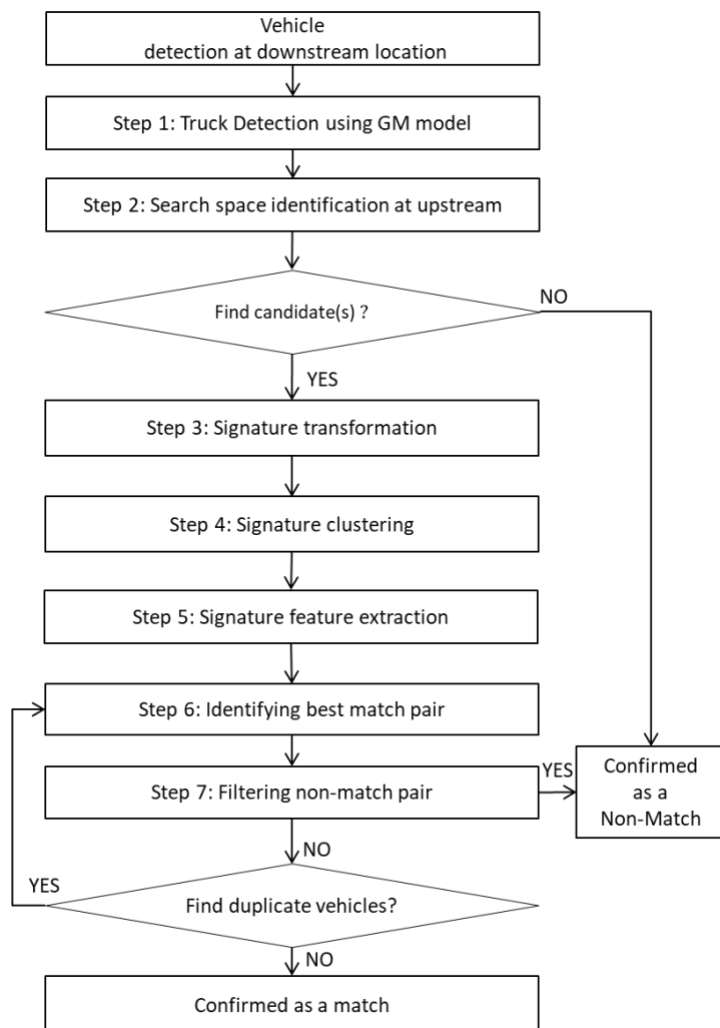 Vehicle
detection at downstream location
Step 1: Truck Detection using GM model
Step 2: Search space identification at upstream
Find candidate(s) ?
NO
YES
Step 3: Signature transformation
Step 4: Signature clustering
Step 5: Signature feature extraction
Step 6: Identifying best match pair
Step 7: Filtering non-match pair
YES
Confirmed
as a
Non-Match
NO
YES
Find duplicate vehicles?
NO
Confirmed as a match